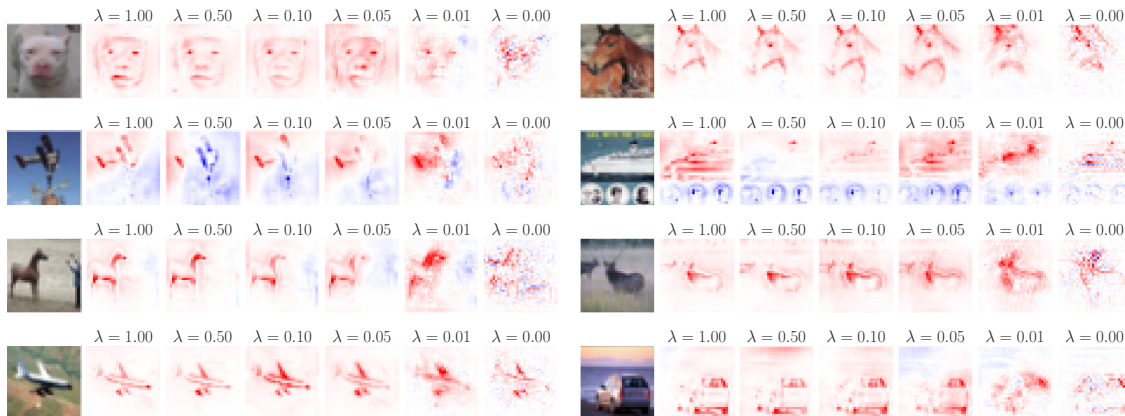 λ = 1.00 λ = 0.50 λ = 0.10 λ = 0.05 λ = 0.01 λ = 0.00 λ = 1.00 λ = 0.50 λ = 0.10 λ = 0.05 λ = 0.01 λ = 0.00
λ = 1.00 λ = 0.50 λ = 0.10 λ = 0.05 λ = 0.01 λ = 0.00 λ = 1.00 λ = 0.50 λ = 0.10 λ = 0.05 λ = 0.01 λ = 0.00
λ = 1.00 λ = 0.50 λ = 0.10 λ = 0.05 λ = 0.01 λ = 0.00 λ = 1.00 λ = 0.50 λ = 0.10 λ = 0.05 λ = 0.01 λ = 0.00
λ = 1.00 λ = 0.50 λ = 0.10 λ = 0.05 λ = 0.01 λ = 0.00 λ = 1.00 λ = 0.50 λ = 0.10 λ = 0.05 λ = 0.01 λ = 0.00